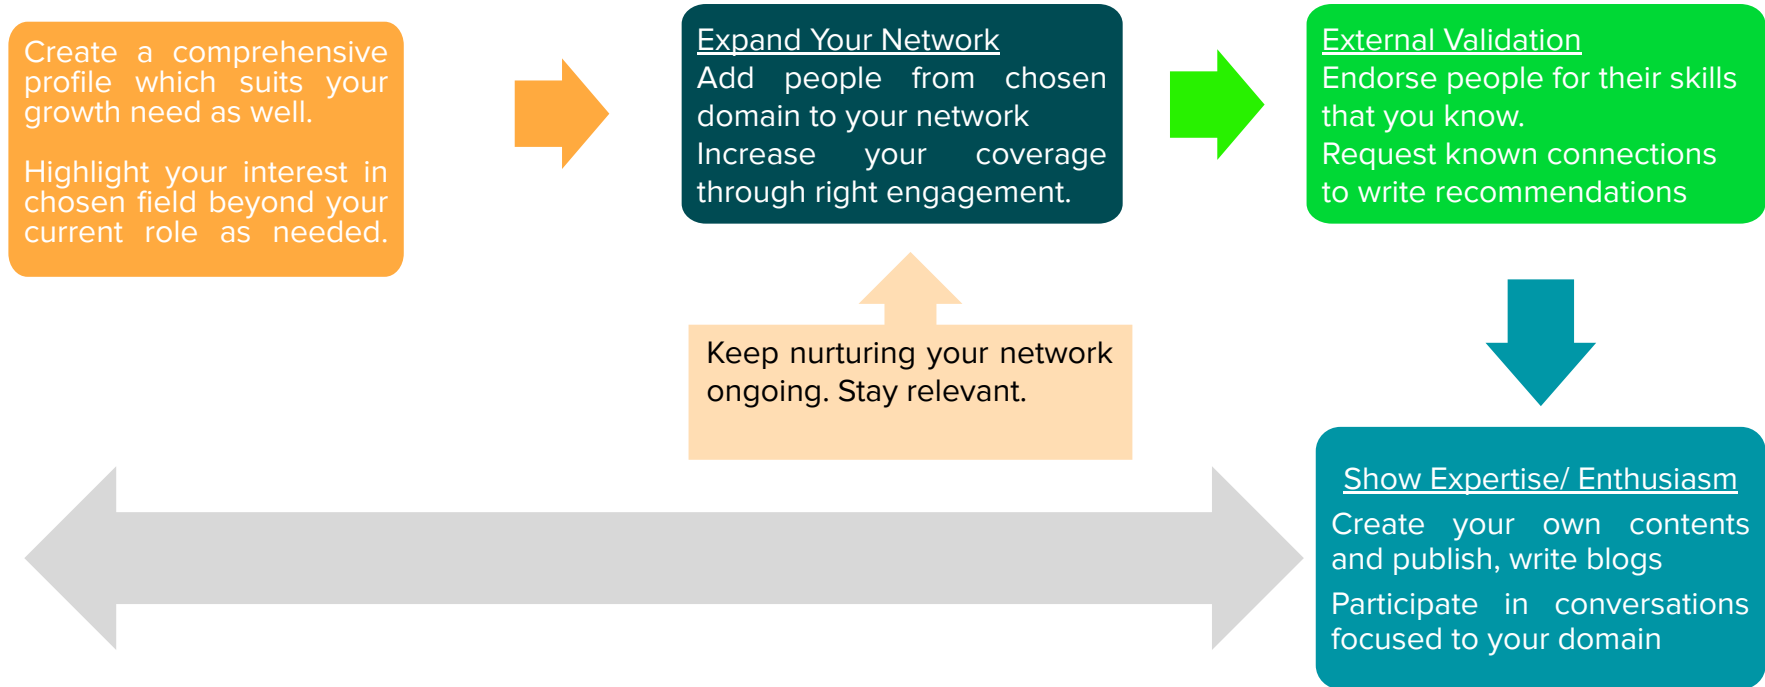 Create a comprehensive
profile which suits your
growth need as well.
Highlight your interest in
chosen field beyond your
current role as needed.
Expand Your Network
Add people from chosen
domain to your network
Increase your coverage
through right engagement.
External Validation
Endorse people for their skills
that you know.
Request known connections
to write recommendations
Keep nurturing your network
ongoing. Stay relevant.
Show Expertise/ Enthusiasm
Create your own contents
and publish, write blogs
Participate in conversations
focused to your domain